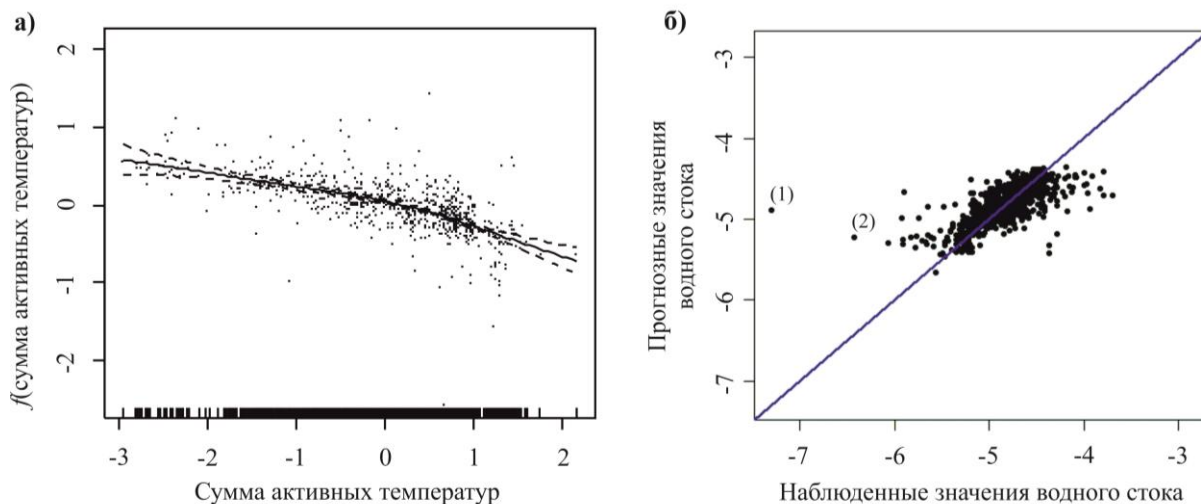 а)
2
1
0
-1
-2
f(сумма активных температур)
-3 -2 -1 0 1 2
Сумма активных температур
б)
-3
-4
-5
-6
-7
Прогнозные значения
водного стока
(1)
(2)
-7 -6 -5 -4 -3
Наблюденные значения водного стока